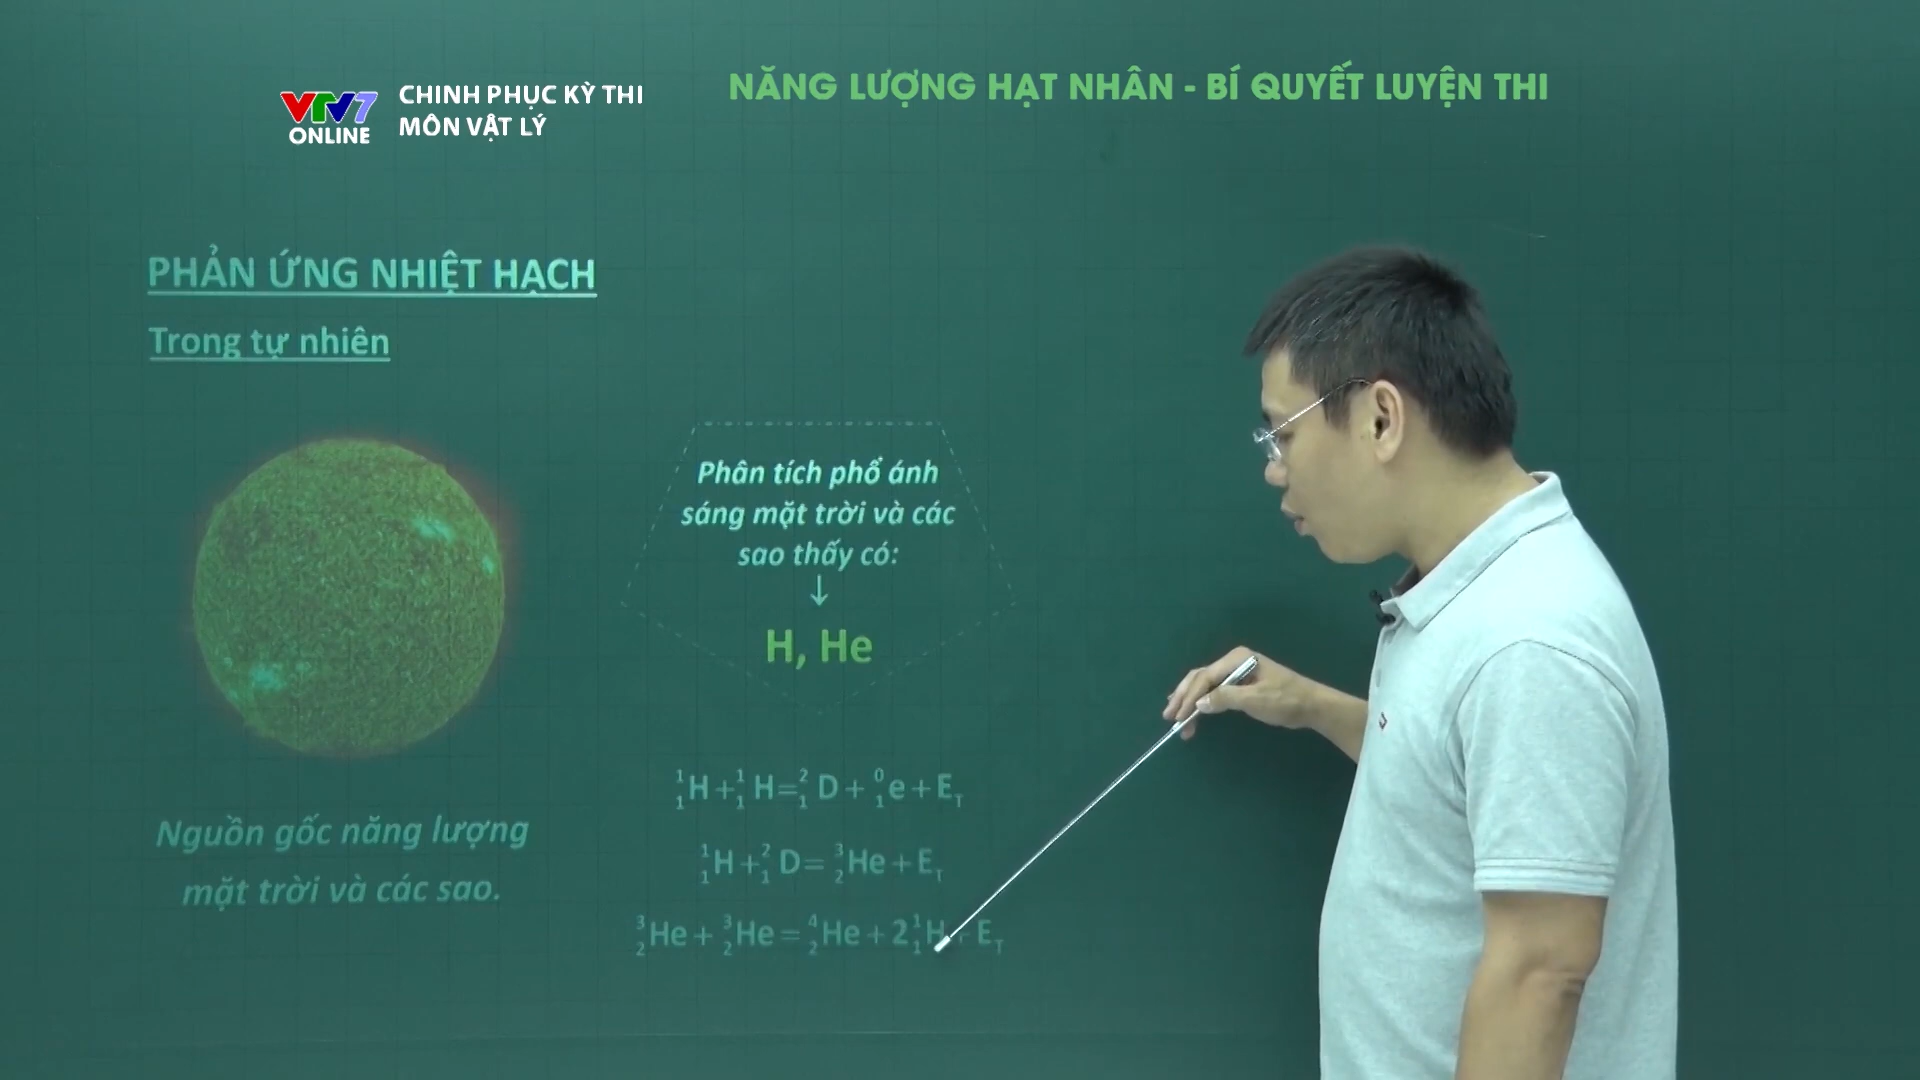 VTV7
ONLINE
CHINH PHỤC KỲ THI
MÔN VẬT LÝ
NĂNG LƯỢNG HẠT NHÂN - BÍ QUYẾT LUYỆN THI
PHẢN ỨNG NHIỆT HẠCH
Trong tự nhiên
Phân tích phổ ánh
sáng mặt trời và các
sao thấy có:
↓
H, He
Nguồn gốc năng lượng
mặt trời và các sao.
¹₁H+¹₁H=²₁D+⁰₁e+E_T
¹₁H+²₁D=³₂He+E_T
³₂He+³₂He=⁴₂He+2¹₁H+E_T